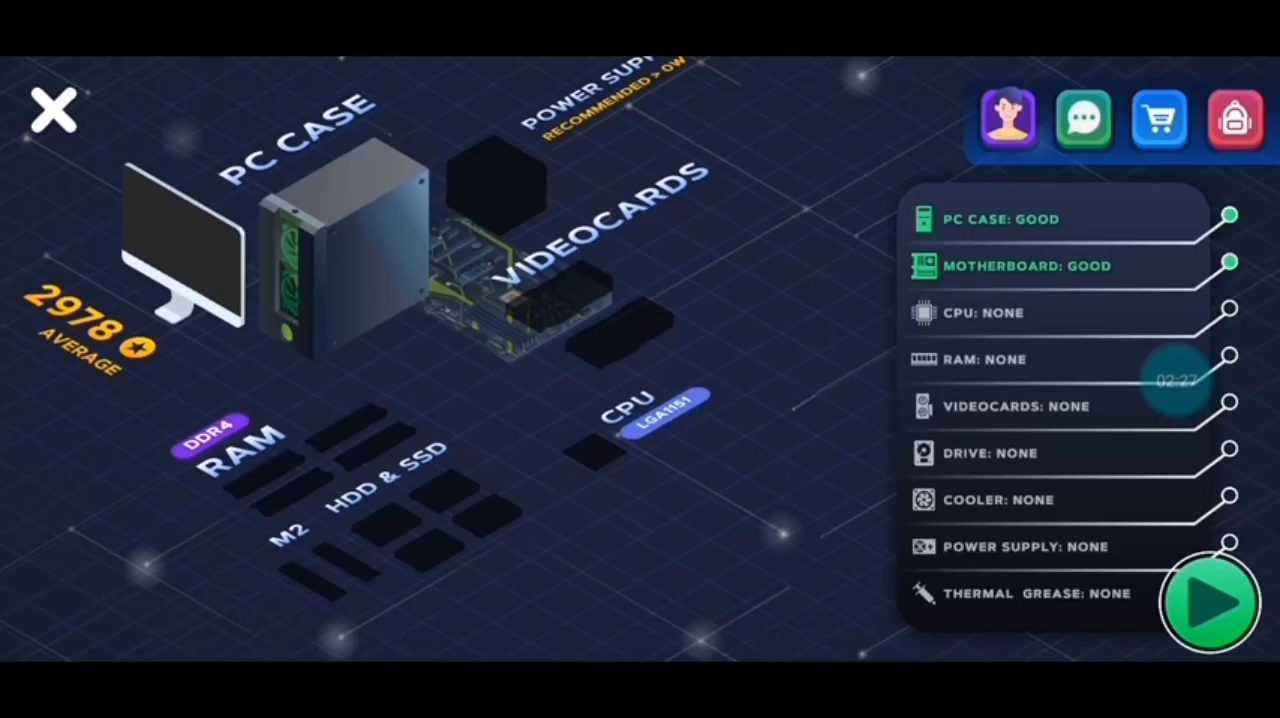 POWER SUPP
RECOMMENDED > 0W
PC CASE
VIDEOCARDS
2978
AVERAGE
DDR4
RAM
HDD & SSD
M2
CPU
LGA1151
PC CASE: GOOD
MOTHERBOARD: GOOD
CPU: NONE
RAM: NONE
02:27
VIDEOCARDS: NONE
DRIVE: NONE
COOLER: NONE
POWER SUPPLY: NONE
THERMAL GREASE: NONE